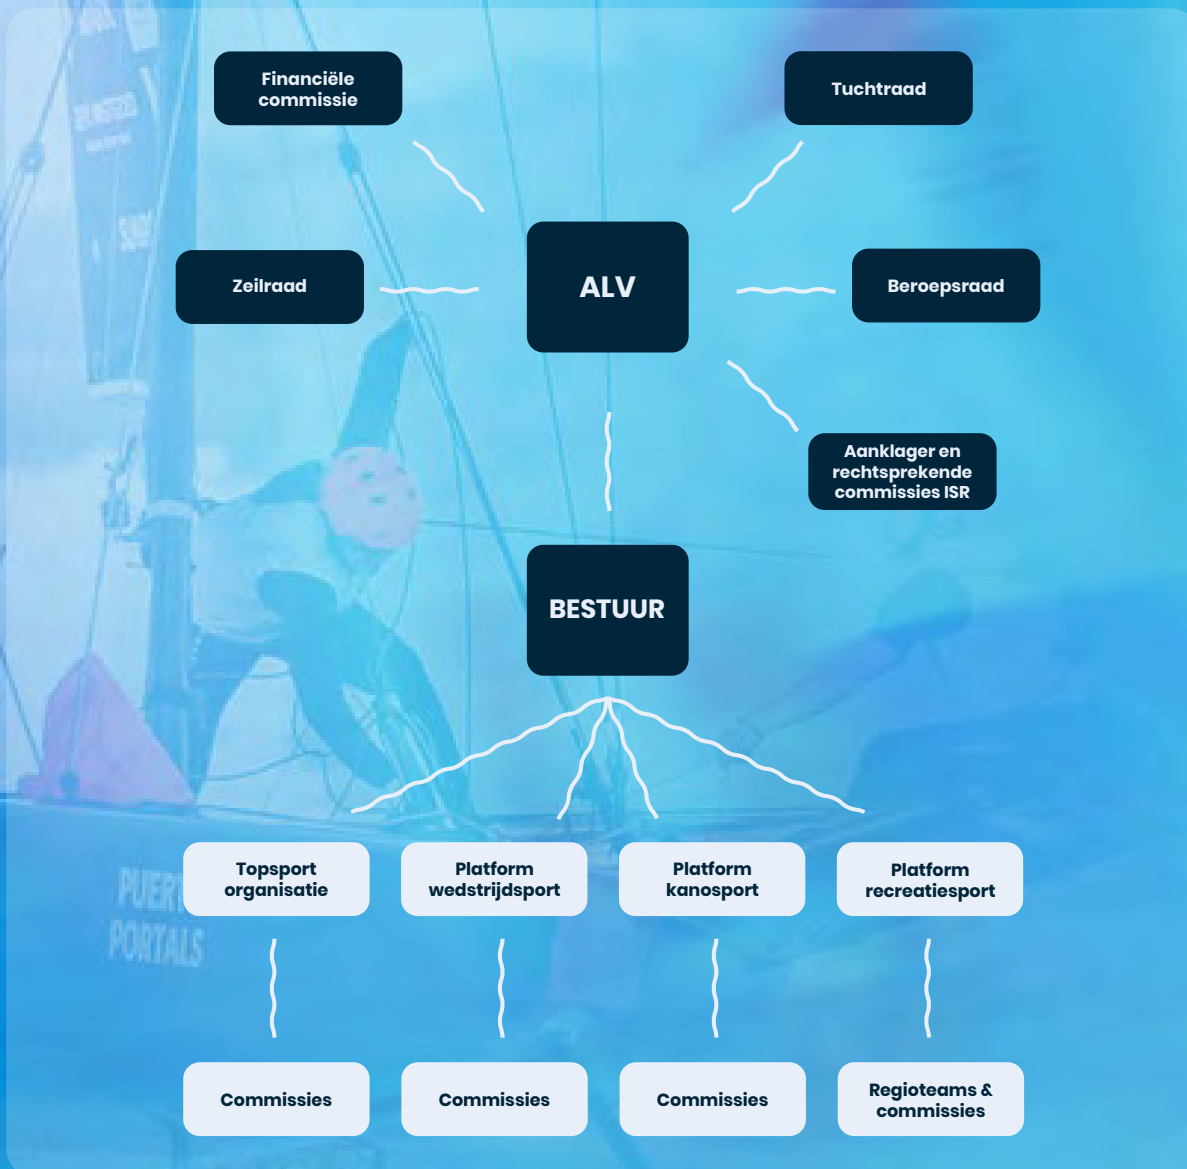 Financiële
commissie
Tuchtraad
Zeilraad
ALV
Beroepsraad
Aanklager en
rechtsprekende
commissies ISR
BESTUUR
Topsport
organisatie
Platform
wedstrijdsport
Platform
kanosport
Platform
recreatiesport
PORTALS
Commissies
Commissies
Commissies
Regioteams &
commissies